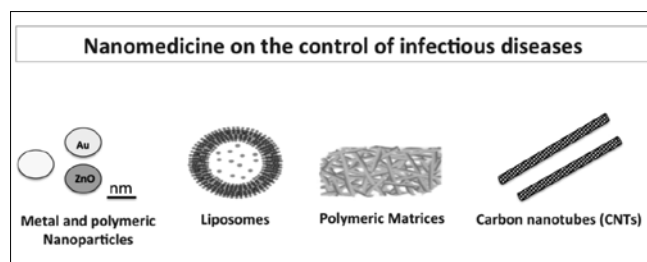 Nanomedicine on the control of infectious diseases
Au
ZnO
nm
Metal and polymeric
Nanoparticles
Liposomes
Polymeric Matrices
Carbon nanotubes (CNTs)